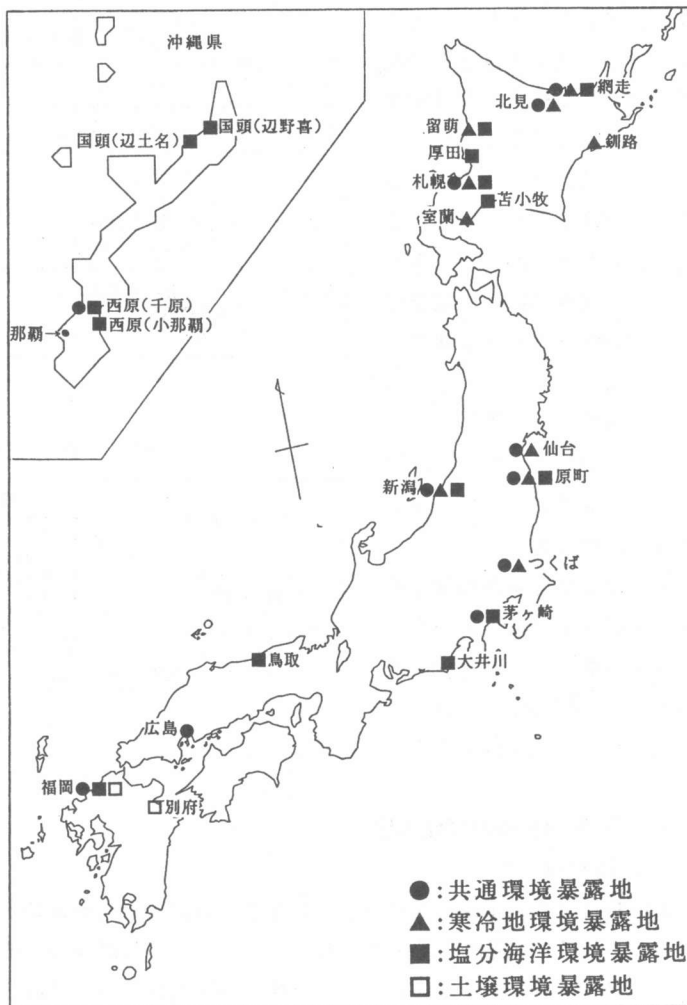 沖縄県
国頭(辺野喜)
国頭(辺土名)
西原(千原)
那覇→
西原(小那覇)
網走
北見
留萌
釧路
厚田
札幌
苫小牧
室蘭
仙台
原町
新潟
つくば
茅ヶ崎
鳥取
大井川
広島
福岡
別府
●:共通環境暴露地
▲:寒冷地環境暴露地
■:塩分海洋環境暴露地
□:土壌環境暴露地